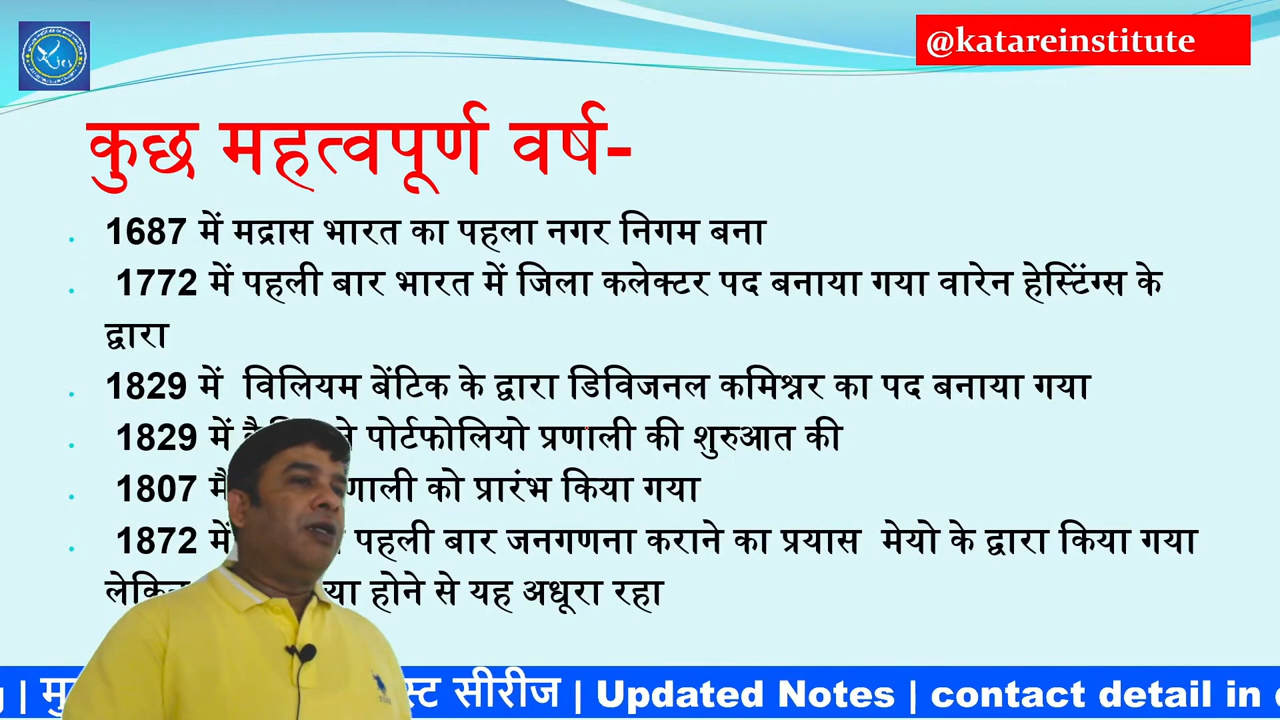 @katareinstitute
कुछ महत्वपूर्ण वर्ष-
1687 में मद्रास भारत का पहला नगर निगम बना
1772 में पहली बार भारत में जिला कलेक्टर पद बनाया गया वारेन हेस्टिंग्स के
द्वारा
1829 में विलियम बेंटिक के द्वारा डिविजनल कमिश्नर का पद बनाया गया
1829 में पोर्टफोलियो प्रणाली की शुरुआत की
1807 को प्रारंभ किया गया
1872 में पहली बार जनगणना कराने का प्रयास मेयो के द्वारा किया गया
होने से यह अधूरा रहा
| सीरीज | Updated Notes | contact detail in